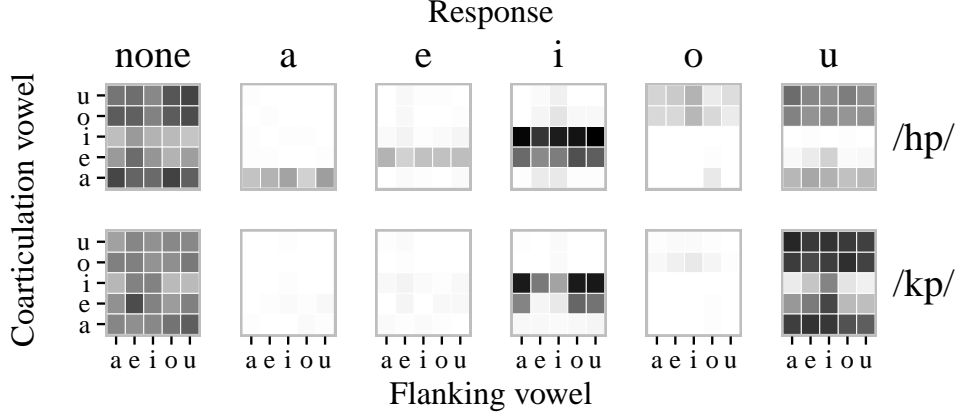 Response
none a e i o u
Coarticulation vowel
u
o
i
e
a
/hp/
u
o
i
e
a
/kp/
a e i o u a e i o u a e i o u a e i o u a e i o u a e i o u
Flanking vowel